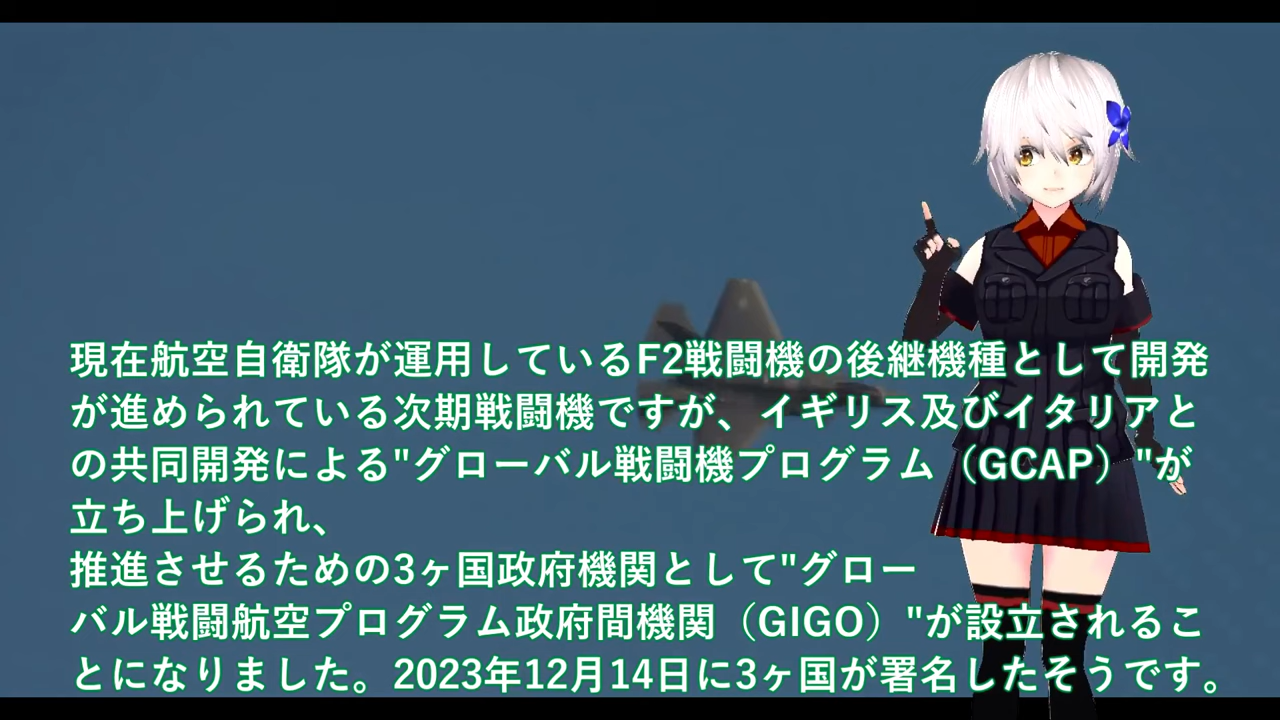 現在航空自衛隊が運用しているF2戦闘機の後継機種として開発
が進められている次期戦闘機ですが、イギリス及びイタリアと
の共同開発による"グローバル戦闘機プログラム（GCAP）"が
立ち上げられ、
推進させるための3ヶ国政府機関として"グロー
バル戦闘航空プログラム政府間機関（GIGO）"が設立されるこ
とになりました。2023年12月14日に3ヶ国が署名したそうです。